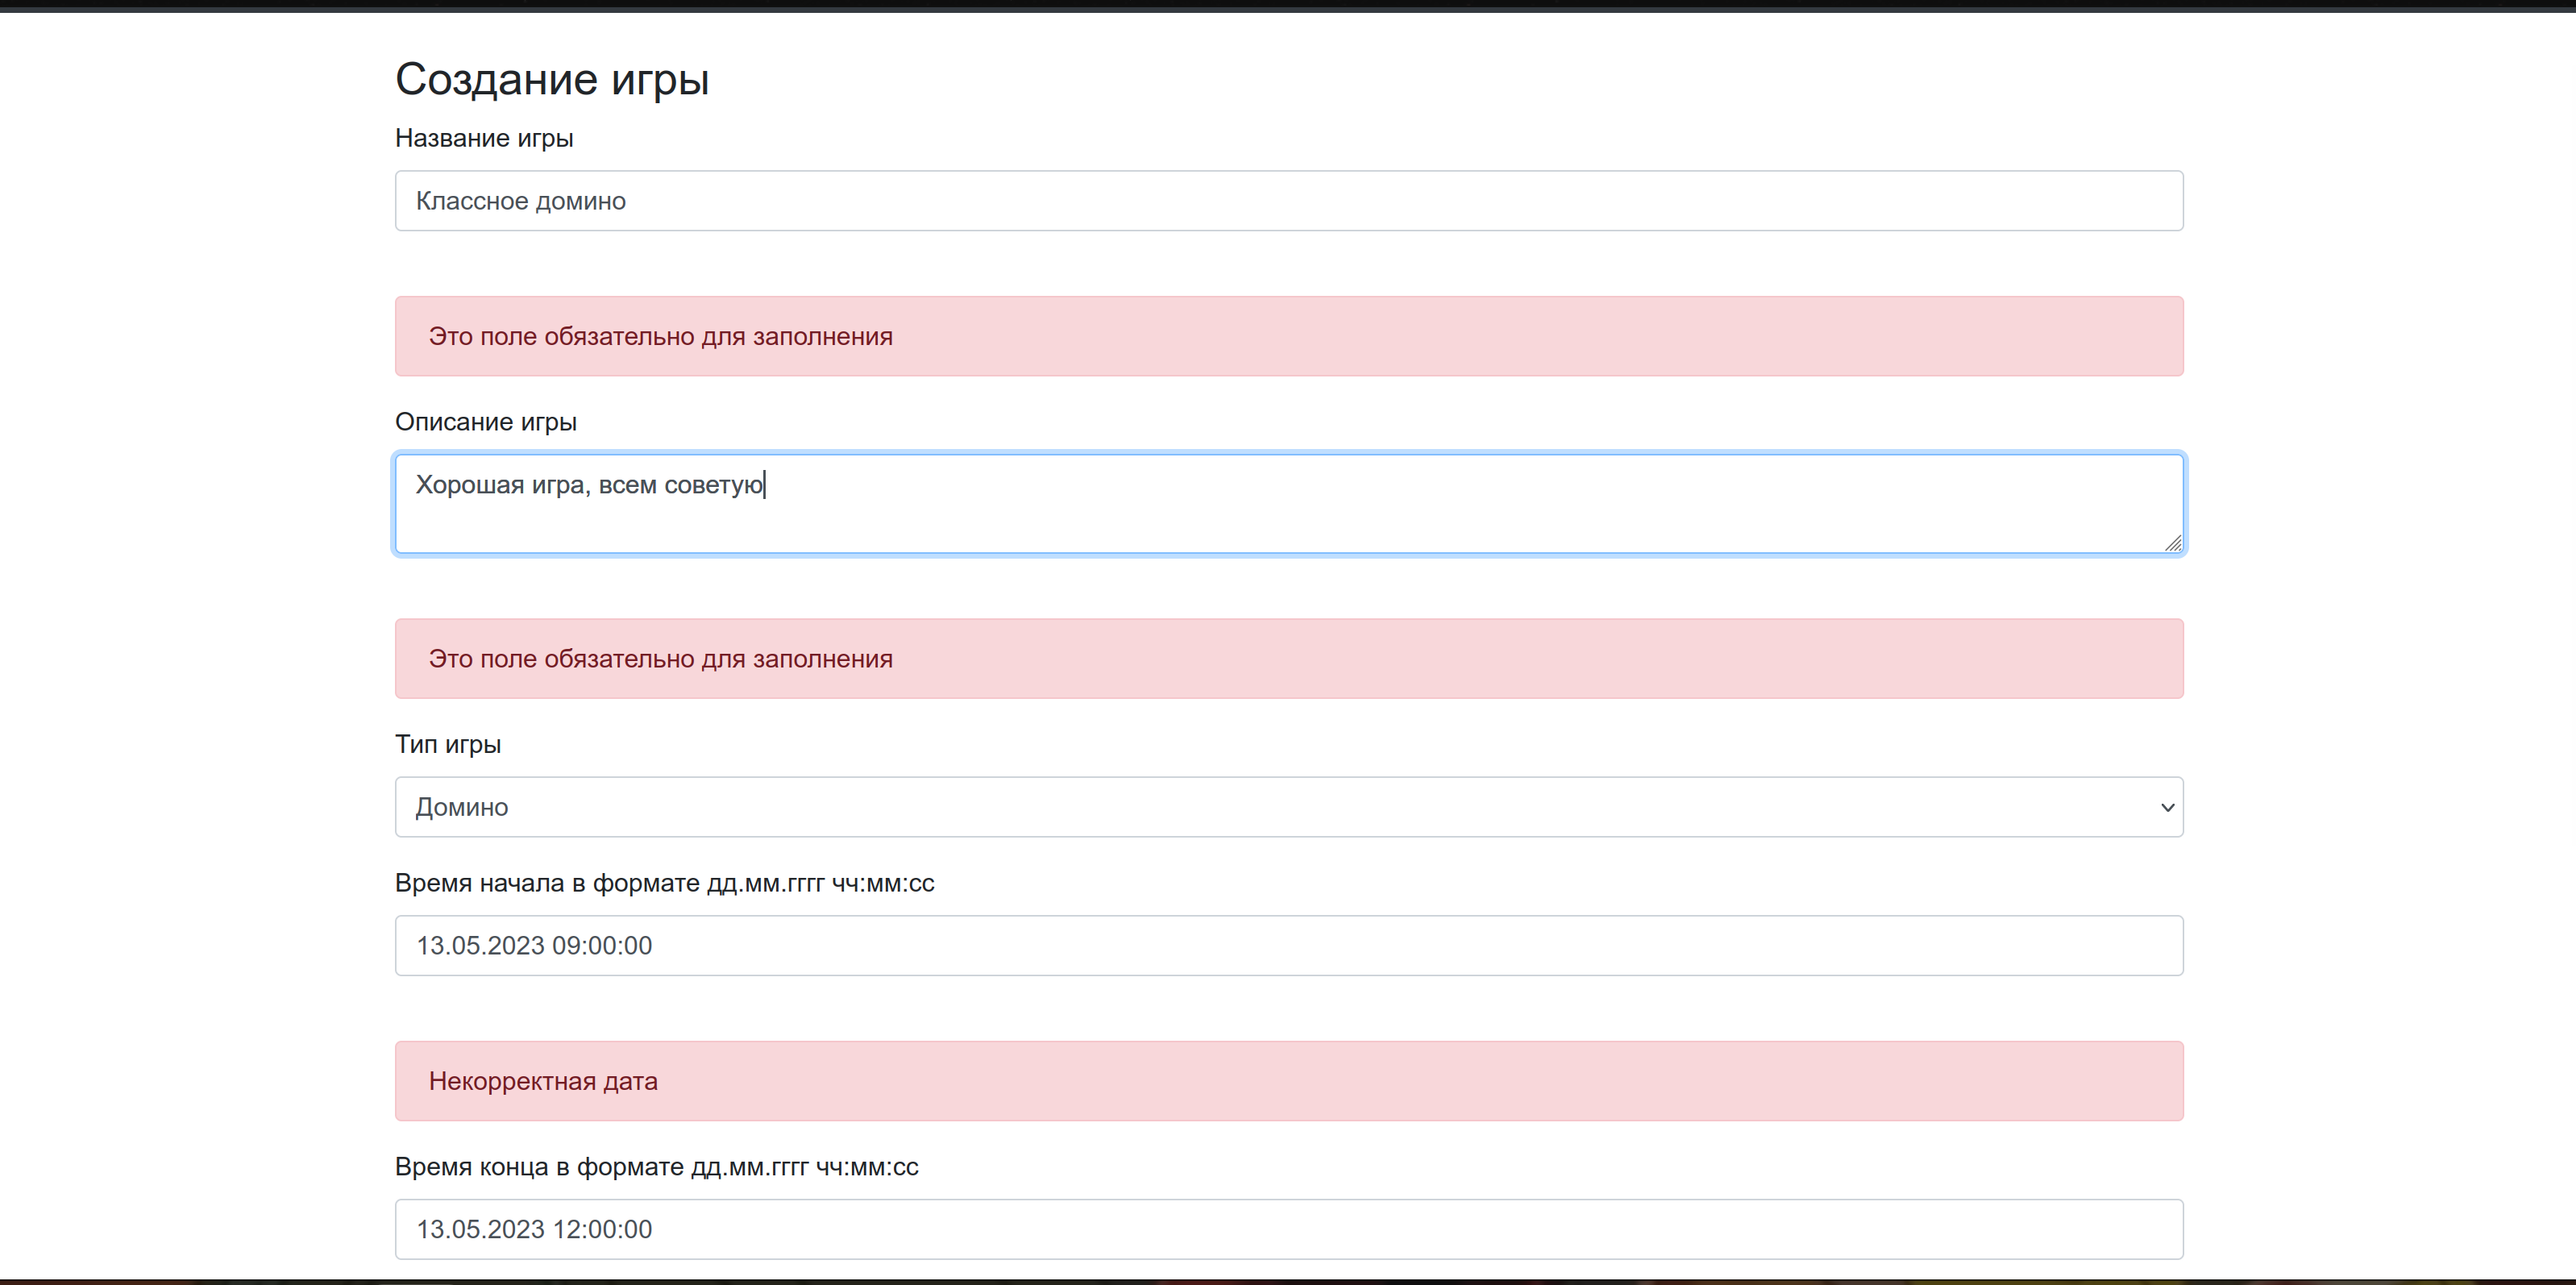 Создание игры
Название игры
Классное домино
Это поле обязательно для заполнения
Описание игры
Хорошая игра, всем советую
Это поле обязательно для заполнения
Тип игры
Домино
Время начала в формате дд.мм.гггг чч:мм:сс
13.05.2023 09:00:00
Некорректная дата
Время конца в формате дд.мм.гггг чч:мм:сс
13.05.2023 12:00:00